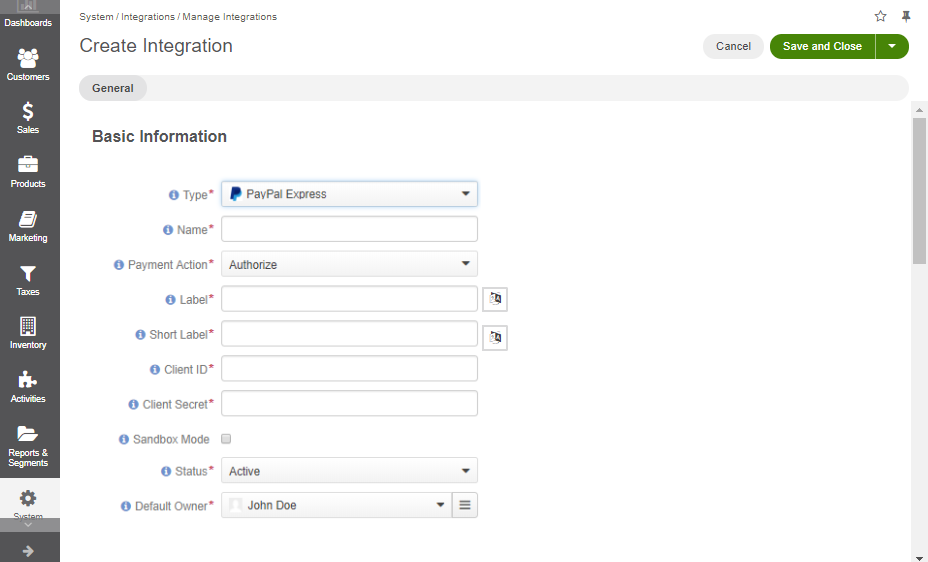 Dashboards
Customers
Sales
Products
Marketing
Taxes
Inventory
Activities
Reports &
Segments
System
System / Integrations / Manage Integrations
Create Integration
Cancel
Save and Close
General
Basic Information
Type*
PayPal Express
Name*
Payment Action*
Authorize
Label*
Short Label*
Client ID*
Client Secret*
Sandbox Mode
Status*
Active
Default Owner*
John Doe